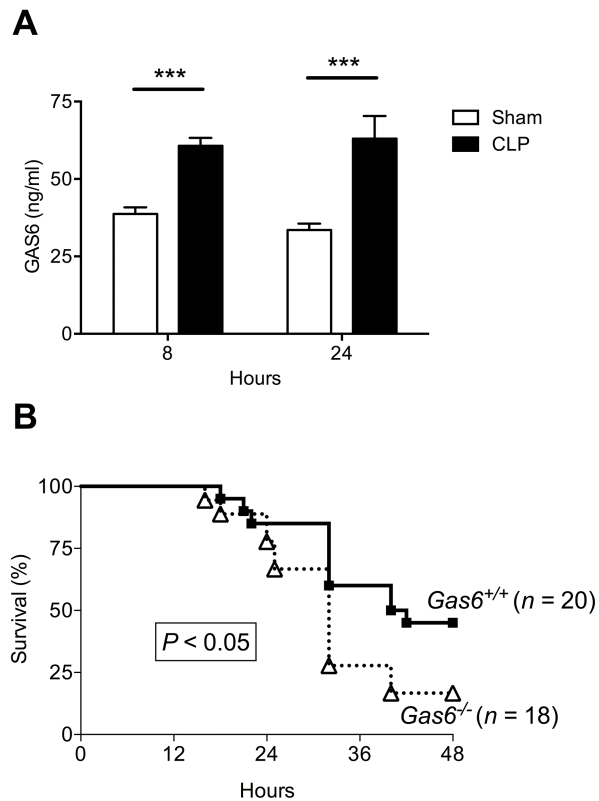 A
*** ***
75
50
25
0
GAS6 (ng/ml)
8 24
Hours
Sham
CLP
B
100
75
50
25
0
Survival (%)
P < 0.05
Gas6+/+ (n = 20)
Gas6-/- (n = 18)
0 12 24 36 48
Hours